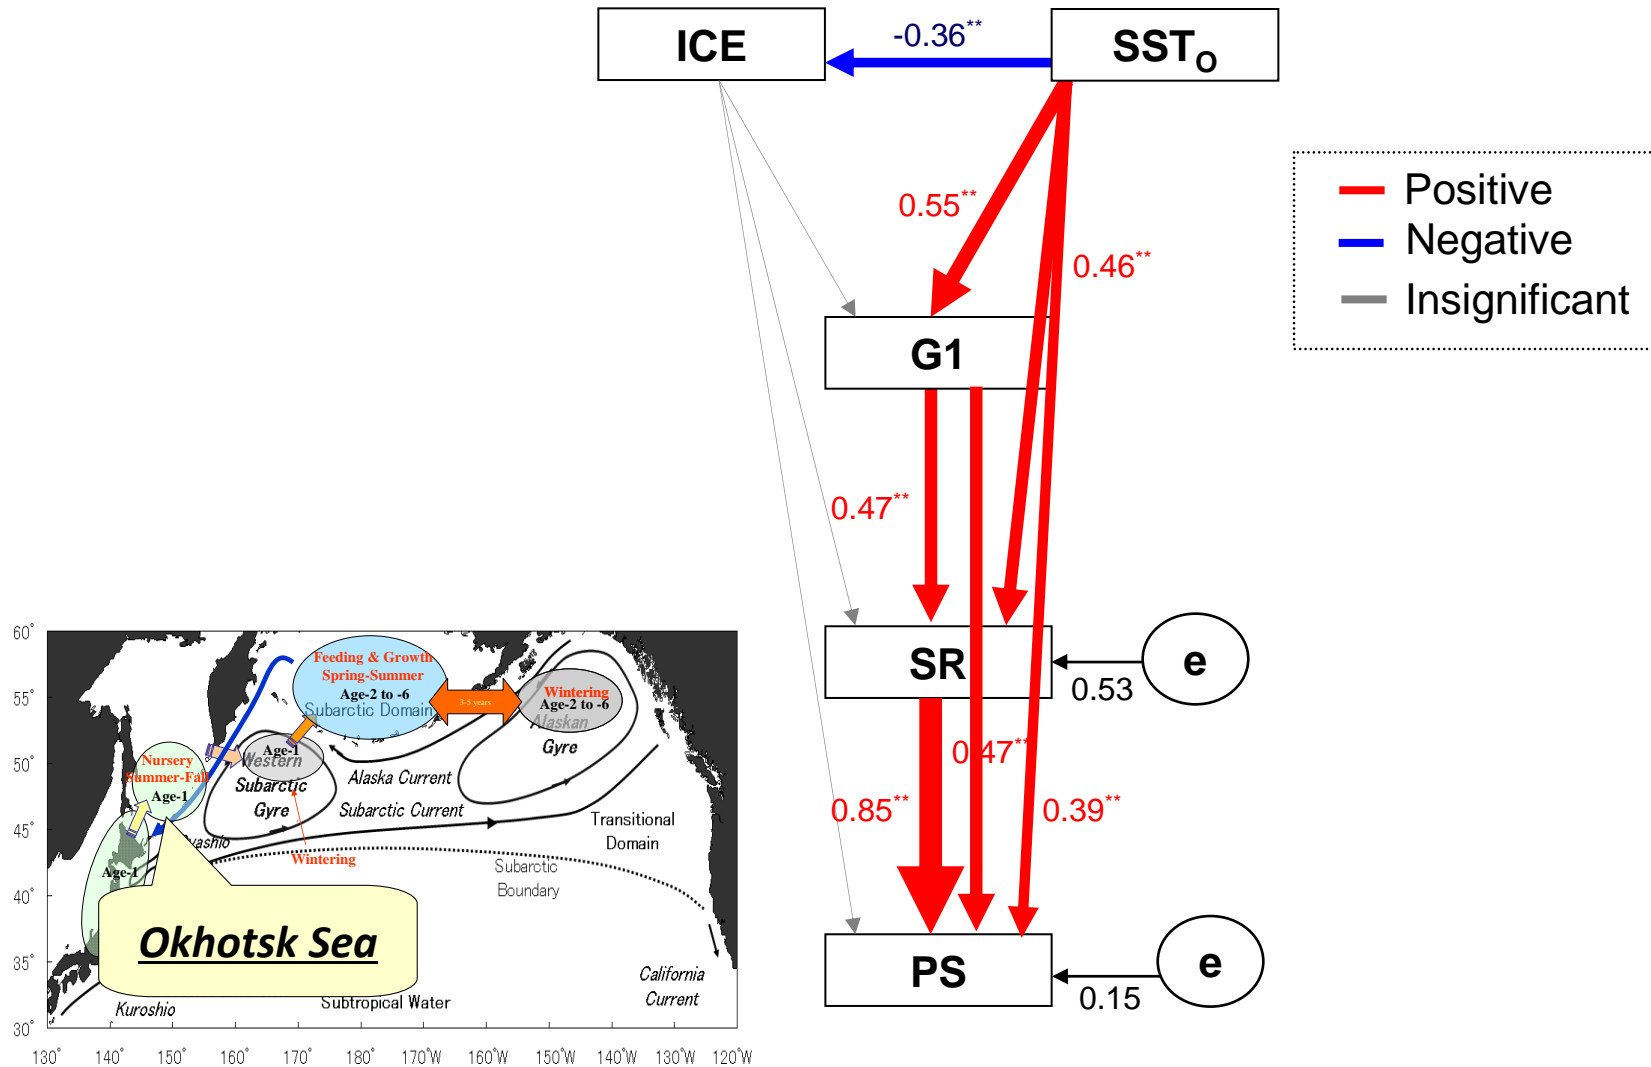 ICE
-0.36**
SSTO
Positive
Negative
Insignificant
0.55**
0.46**
G1
0.47**
SR
e
0.53
0.47**
0.85**
0.39**
PS
e
0.15
60°
55°
50°
45°
40°
35°
30°
130°
140°
150°
160°
170°
180°
170°W
160°W
150°W
140°W
130°W
120°W
Feeding & Growth
Spring-Summer
Age-2 to -6
Subarctic Domain
3-5 years
Wintering
Age-2 to -6
Alaskan
Gyre
Age-1
Western
Subarctic
Gyre
Nursery
Summer-Fall
Age-1
Alaska Current
Subarctic Current
Transitional
Domain
Wintering
Subarctic
Boundary
Age-1
Okhotsk Sea
Kuroshio
Subtropical Water
California
Current